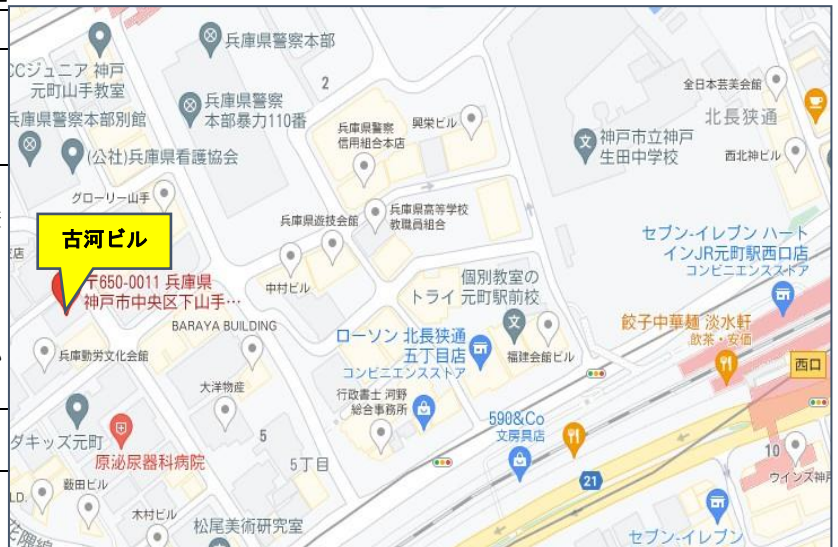 兵庫県警察本部
CCジュニア 神戸
元町山手教室
2
兵庫県警察
本部暴力110番
全日本芸美会館
北長狭通
兵庫県警察本部別館
兵庫県警察
信用組合本店
興栄ビル
神戸市立神戸
生田中学校
西北神ビル
(公社)兵庫県看護協会
グローリー山手
兵庫県遊技会館
兵庫県高等学校
教職員組合
セブン-イレブン ハート
インJR元町駅西口店
コンビニエンスストア
古河ビル
〒650-0011 兵庫県
神戸市中央区下山手…
中村ビル
個別教室の
トライ 元町駅前校
BARAYA BUILDING
ローソン 北長狭通
五丁目店
コンビニエンスストア
福建会館ビル
餃子中華麺 淡水軒
飲茶・安価
西口
兵庫勤労文化会館
大洋物産
行政書士 河野
総合事務所
590&Co
文房具店
ダキッズ元町
原泌尿器科病院
5
5丁目
21
10
ウインズ神戸
薮田ビル
LD.
木村ビル
松尾美術研究室
セブン-イレブン
花隈線